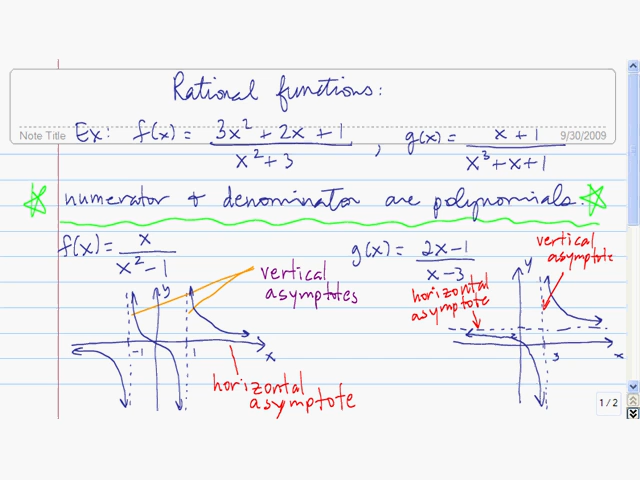 Rational functions:
Note Title
9/30/2009
Ex: f(x) = 3x² + 2x + 1 / x² + 3 , g(x) = x + 1 / x³ + x + 1
numerator & denominator are polynomials.
f(x) = x / x² - 1
g(x) = 2x - 1 / x - 3
vertical
asymptotes
vertical
asymptote
horizontal
asymptote
y
-1
1
x
horizontal
asymptote
y
3
x
1/2